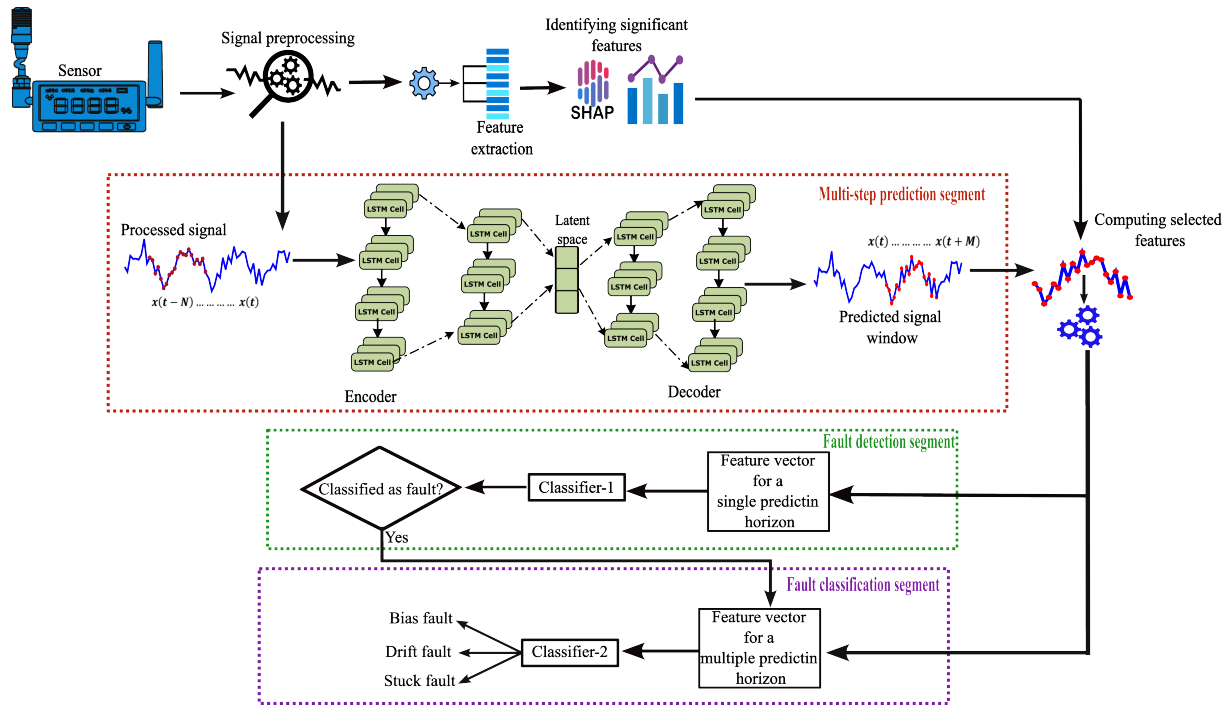 Sensor
Signal preprocessing
Feature
extraction
Identifying significant
features
SHAP
Multi-step prediction segment
Processed signal
x(t − N) ………… x(t)
LSTM Cell
LSTM Cell
LSTM Cell
LSTM Cell
Encoder
LSTM Cell
LSTM Cell
LSTM Cell
Latent
space
LSTM Cell
LSTM Cell
LSTM Cell
LSTM Cell
LSTM Cell
LSTM Cell
LSTM Cell
Decoder
x(t) ………… x(t + M)
Predicted signal
window
Computing selected
features
Fault detection segment
Classified as fault?
Classifier-1
Feature vector
for a
single predictin
horizon
Yes
Fault classification segment
Bias fault
Drift fault
Stuck fault
Classifier-2
Feature vector
for a
multiple predictin
horizon